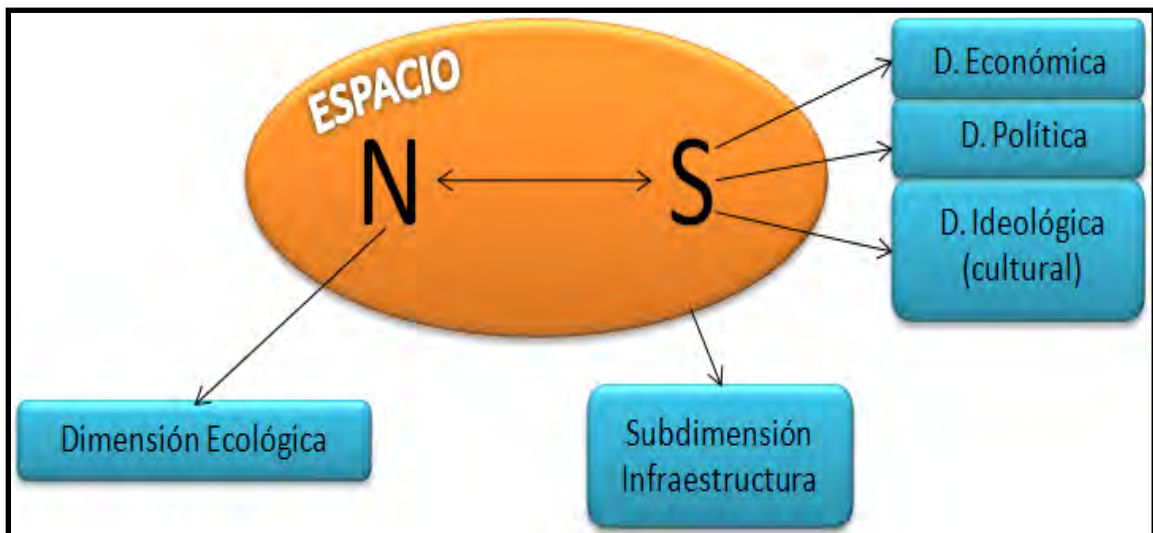 ESPACIO
N
S
D. Económica
D. Política
D. Ideológica
(cultural)
Dimensión Ecológica
Subdimensión
Infraestructura